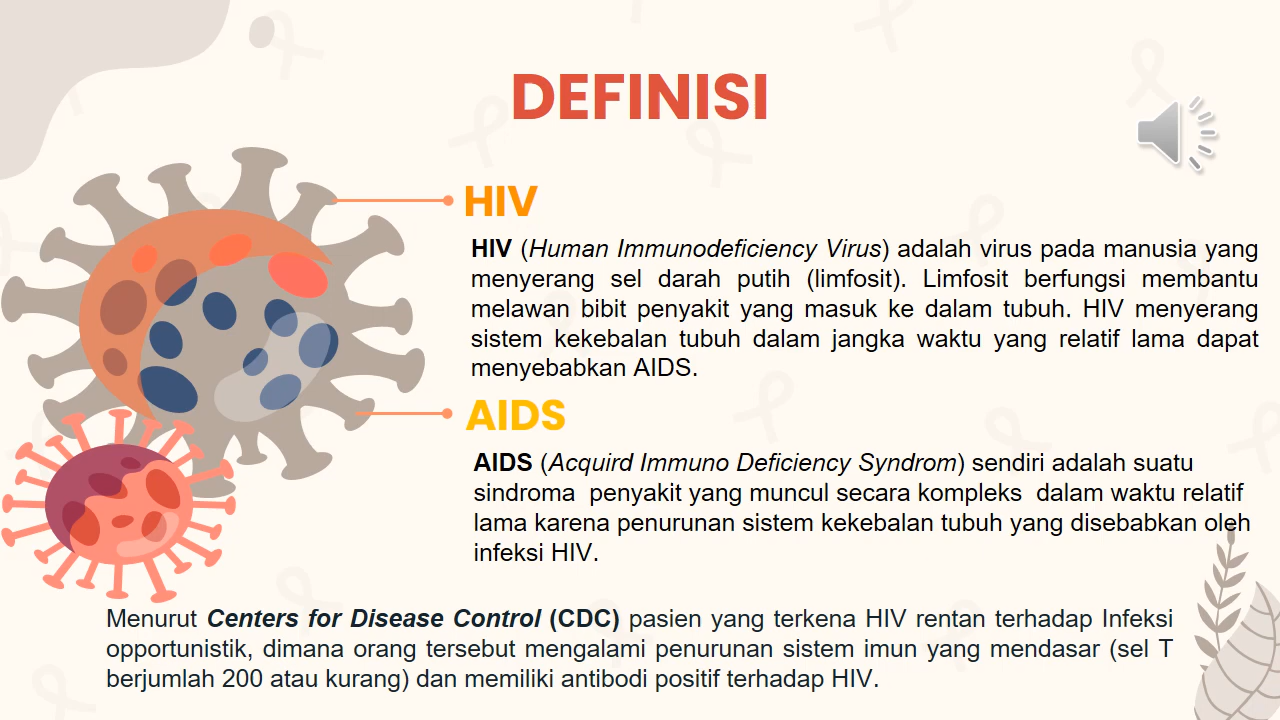 DEFINISI
HIV
HIV (Human Immunodeficiency Virus) adalah virus pada manusia yang
menyerang sel darah putih (limfosit). Limfosit berfungsi membantu
melawan bibit penyakit yang masuk ke dalam tubuh. HIV menyerang
sistem kekebalan tubuh dalam jangka waktu yang relatif lama dapat
menyebabkan AIDS.
AIDS
AIDS (Acquird Immuno Deficiency Syndrom) sendiri adalah suatu
sindroma  penyakit yang muncul secara kompleks  dalam waktu relatif
lama karena penurunan sistem kekebalan tubuh yang disebabkan oleh
infeksi HIV.
Menurut Centers for Disease Control (CDC) pasien yang terkena HIV rentan terhadap Infeksi
opportunistik, dimana orang tersebut mengalami penurunan sistem imun yang mendasar (sel T
berjumlah 200 atau kurang) dan memiliki antibodi positif terhadap HIV.